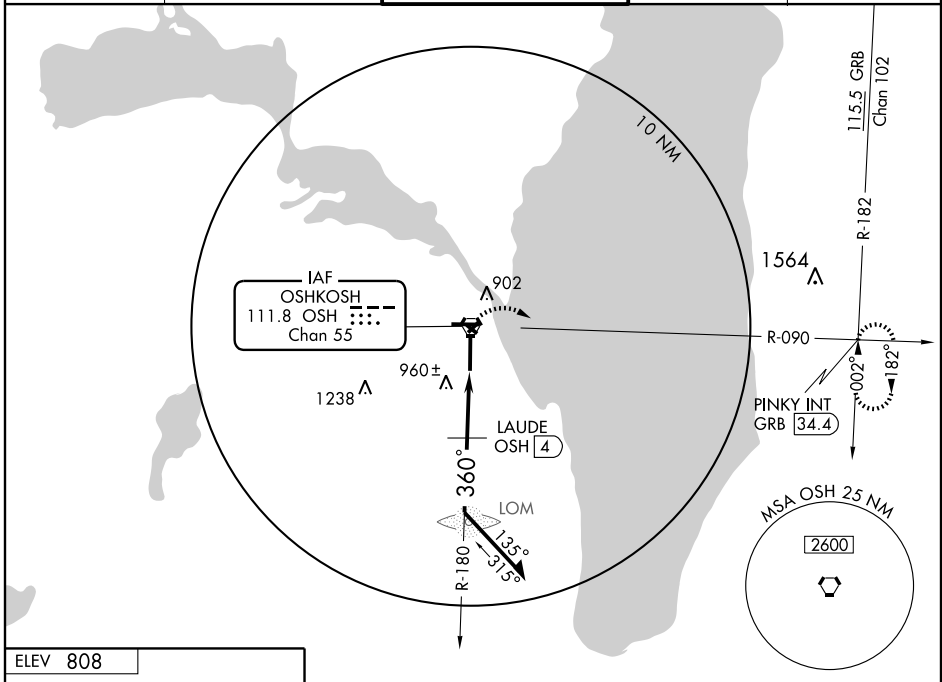 115.5 GRB
Chan 102
10 NM
R-182
1564
IAF
OSHKOSH
111.8 OSH
Chan 55
902
R-090
960±
1238
002°
182°
PINKY INT
GRB 34.4
LAUDE
OSH 4
360°
LOM
135°
315°
R-180
MSA OSH 25 NM
2600
ELEV 808